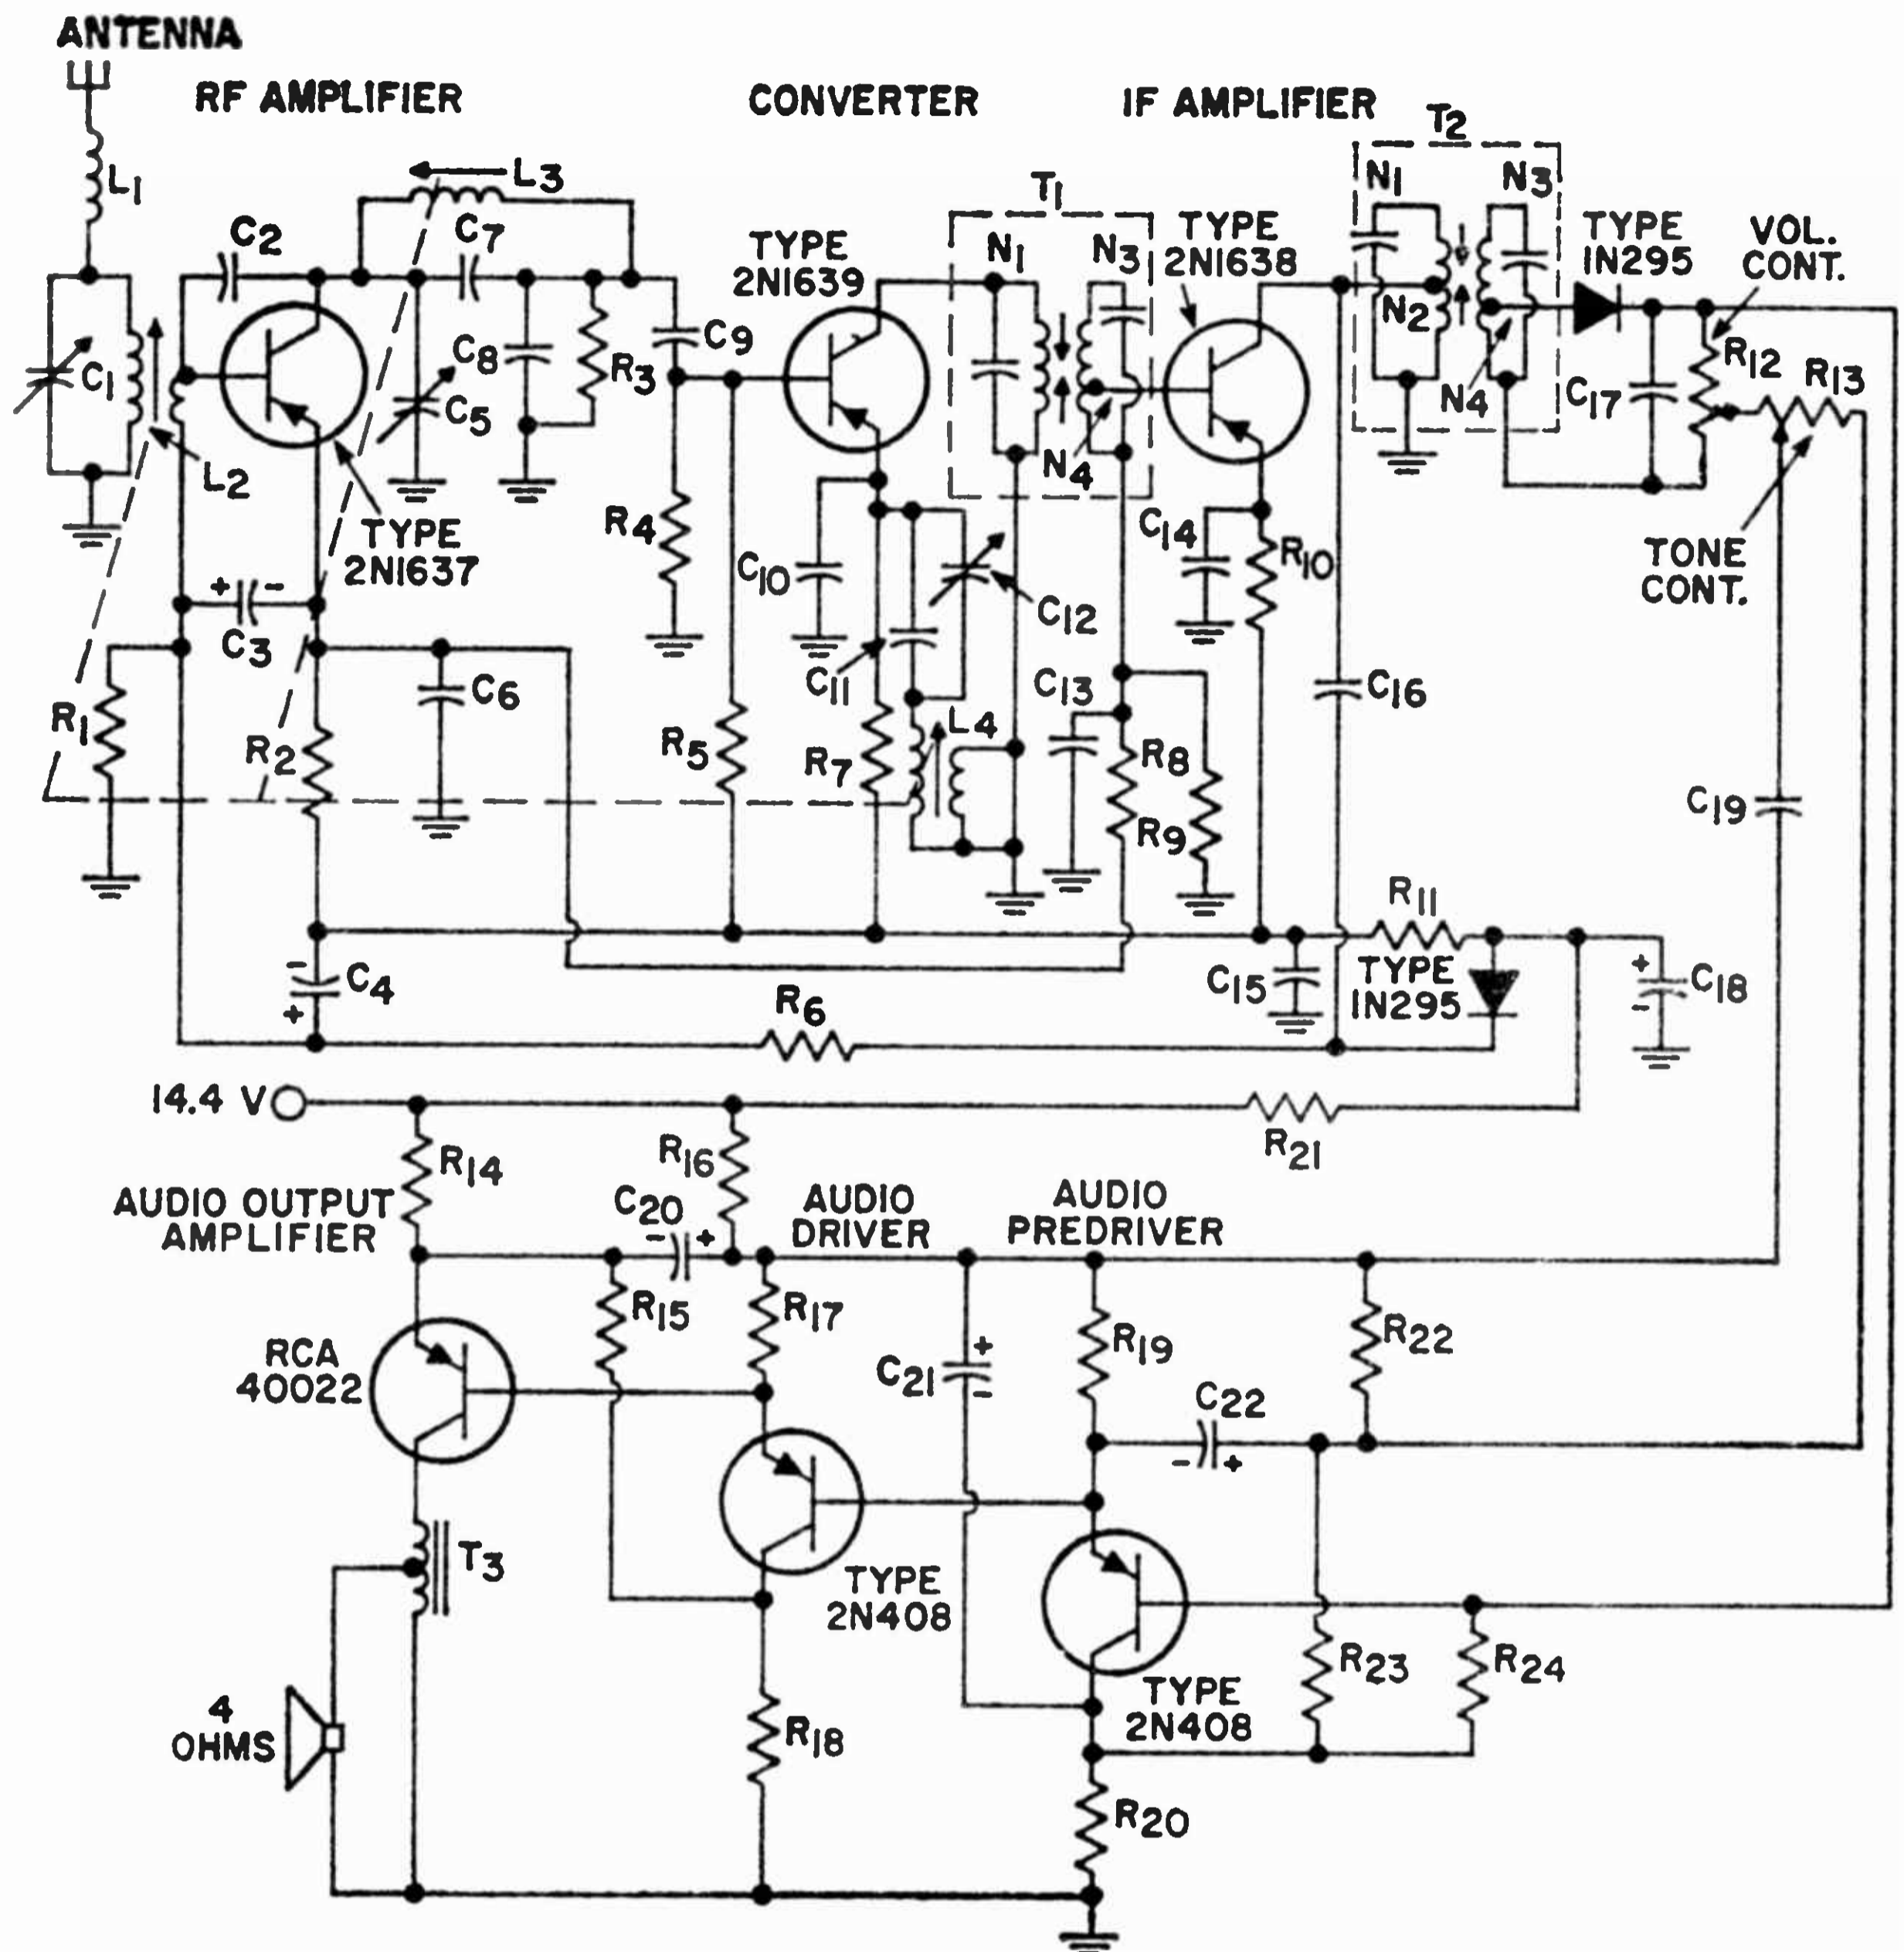 ANTENNA
RF AMPLIFIER
CONVERTER
IF AMPLIFIER
T2
L1
L3
C2
C7
TYPE
2N1639
T1
N1
N3
TYPE
2N1638
N1
N3
N2
N4
TYPE
1N295
VOL.
CONT.
C1
L2
C5
C8
R3
C9
N4
C17
R12
R13
TYPE
2N1637
R4
C10
C11
C12
C14
R10
TONE
CONT.
+ -
C3
C6
R1
R2
R5
R7
L4
C13
R8
R9
C16
C19
R11
-
C4
+
R6
C15
TYPE
1N295
+
C18
-
14.4 V
R14
R16
R21
AUDIO OUTPUT
AMPLIFIER
C20
- +
AUDIO
DRIVER
AUDIO
PREDRIVER
R15
R17
RCA
40022
C21
+
-
R19
R22
C22
- +
T3
TYPE
2N408
R23
R24
4
OHMS
R18
TYPE
2N408
R20